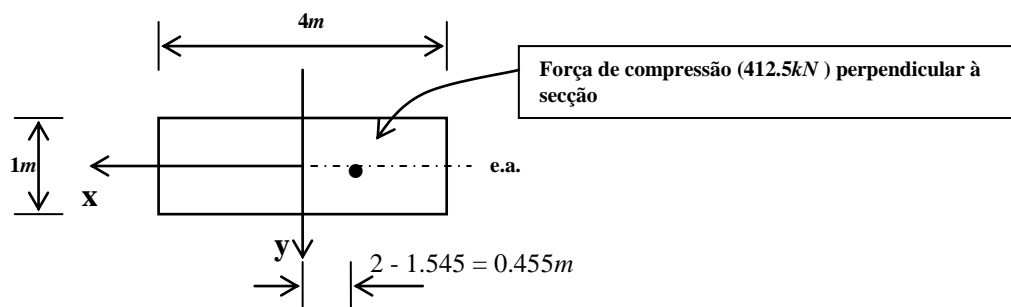 4m
Força de compressão (412.5kN ) perpendicular à
secção
1m
e.a.
x
y
2 - 1.545 = 0.455m